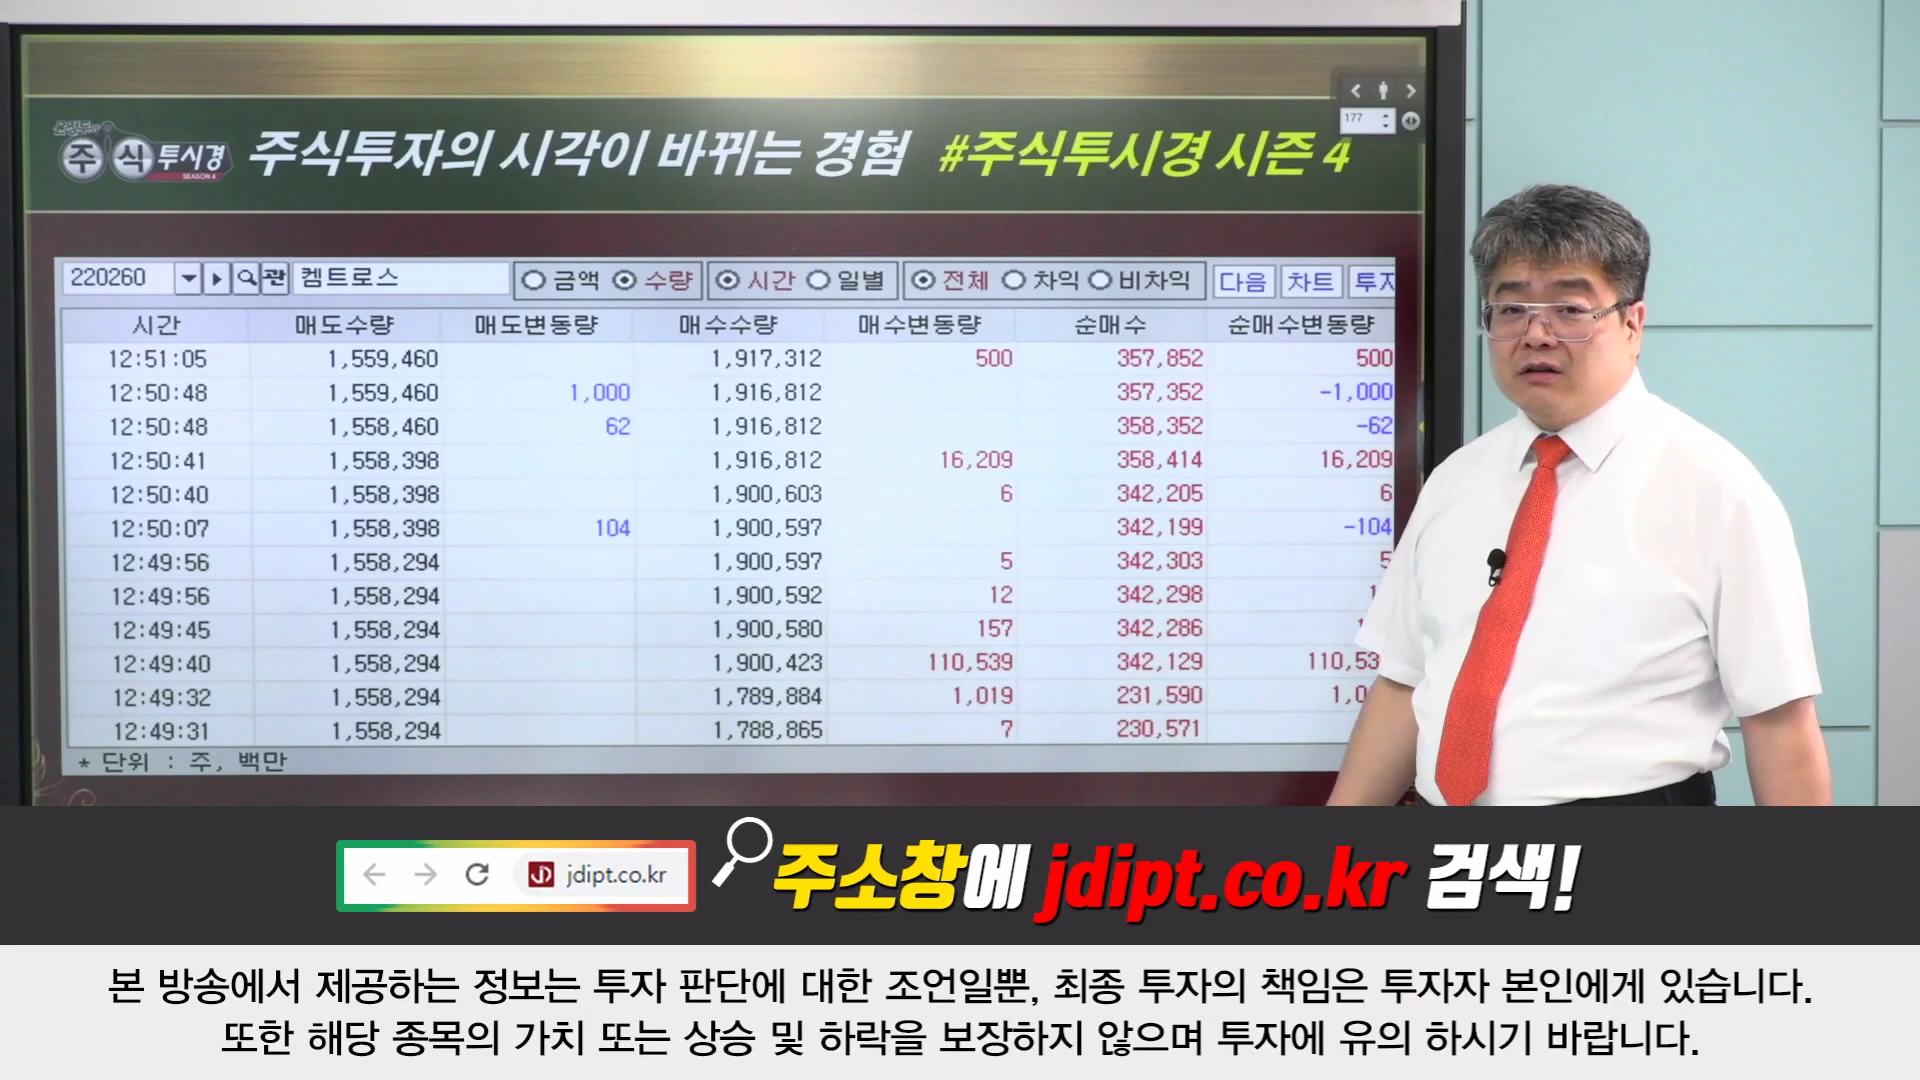 윤정두의 주식투시경 SEASON 4
주식투자의 시각이 바뀌는 경험 #주식투시경 시즌 4
177
220260 관 켐트로스 금액 수량 시간 일별 전체 차익 비차익 다음 차트 투자
시간 매도수량 매도변동량 매수수량 매수변동량 순매수 순매수변동량
12:51:05 1,559,460 1,917,312 500 357,852 500
12:50:48 1,559,460 1,000 1,916,812 357,352 -1,000
12:50:48 1,558,460 62 1,916,812 358,352 -62
12:50:41 1,558,398 1,916,812 16,209 358,414 16,209
12:50:40 1,558,398 1,900,603 6 342,205 6
12:50:07 1,558,398 104 1,900,597 342,199 -104
12:49:56 1,558,294 1,900,597 5 342,303 5
12:49:56 1,558,294 1,900,592 12 342,298 1
12:49:45 1,558,294 1,900,580 157 342,286 1
12:49:40 1,558,294 1,900,423 110,539 342,129 110,53
12:49:32 1,558,294 1,789,884 1,019 231,590 1,0
12:49:31 1,558,294 1,788,865 7 230,571
* 단위 : 주, 백만
jdipt.co.kr 주소창에 jdipt.co.kr 검색!
본 방송에서 제공하는 정보는 투자 판단에 대한 조언일뿐, 최종 투자의 책임은 투자자 본인에게 있습니다.
또한 해당 종목의 가치 또는 상승 및 하락을 보장하지 않으며 투자에 유의 하시기 바랍니다.